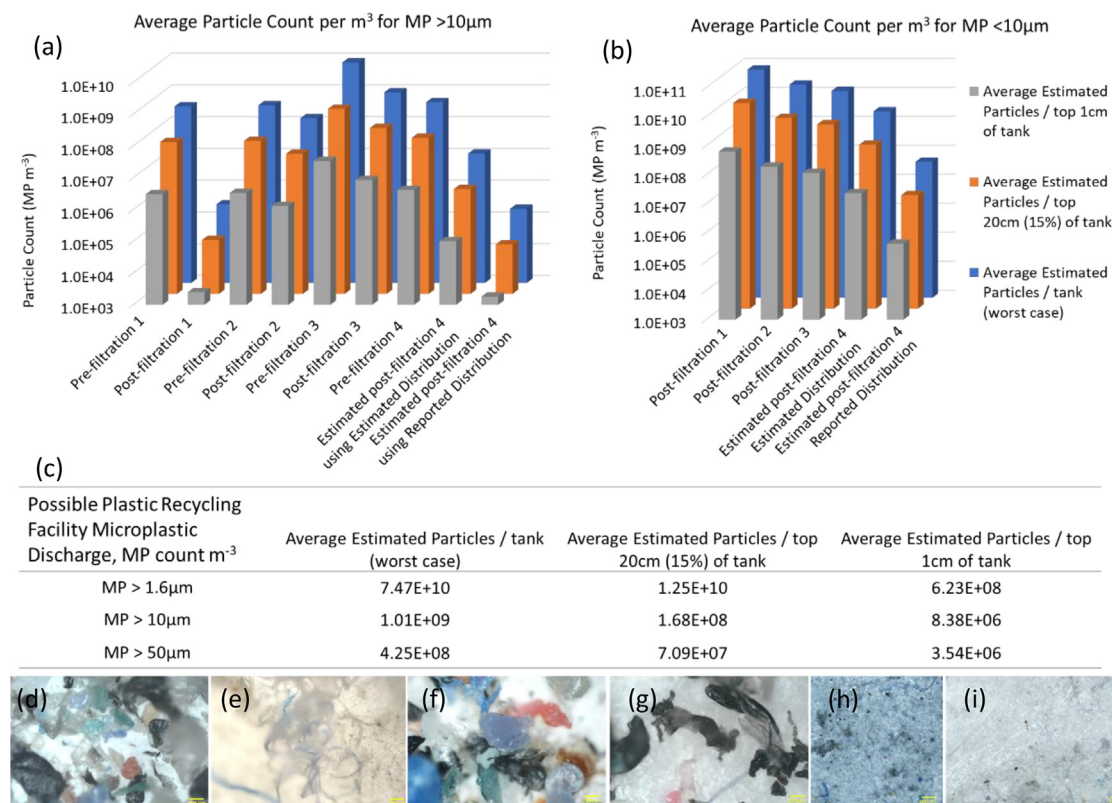 Average Particle Count per m³ for MP >10µm
(a)
Particle Count (MP m⁻³)
1.0E+10
1.0E+09
1.0E+08
1.0E+07
1.0E+06
1.0E+05
1.0E+04
1.0E+03
Pre-filtration 1
Post-filtration 1
Pre-filtration 2
Post-filtration 2
Pre-filtration 3
Post-filtration 3
Pre-filtration 4
Estimated post-filtration 4
using Estimated Distribution
Estimated post-filtration 4
using Reported Distribution
Average Particle Count per m³ for MP <10µm
(b)
Particle Count (MP m⁻³)
1.0E+11
1.0E+10
1.0E+09
1.0E+08
1.0E+07
1.0E+06
1.0E+05
1.0E+04
1.0E+03
Post-filtration 1
Post-filtration 2
Post-filtration 3
Estimated post-filtration 4
Estimated Distribution
Estimated post-filtration 4
Reported Distribution
Average Estimated
Particles / top 1cm
of tank
Average Estimated
Particles / top
20cm (15%) of tank
Average Estimated
Particles / tank
(worst case)
(c)
Possible Plastic Recycling
Facility Microplastic
Discharge, MP count m⁻³
Average Estimated Particles / tank
(worst case)
Average Estimated Particles / top
20cm (15%) of tank
Average Estimated Particles / top
1cm of tank
MP > 1.6µm 7.47E+10 1.25E+10 6.23E+08
MP > 10µm 1.01E+09 1.68E+08 8.38E+06
MP > 50µm 4.25E+08 7.09E+07 3.54E+06
(d) (e) (f) (g) (h) (i)